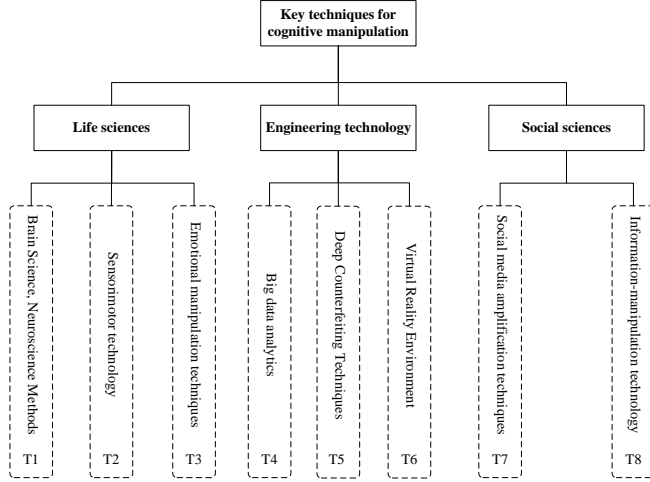 Key techniques for
cognitive manipulation
Life sciences
Engineering technology
Social sciences
Brain Science, Neuroscience Methods
T1
Sensorimotor technology
T2
Emotional manipulation techniques
T3
Big data analytics
T4
Deep Counterfeiting Techniques
T5
Virtual Reality Environment
T6
Social media amplification techniques
T7
Information-manipulation technology
T8